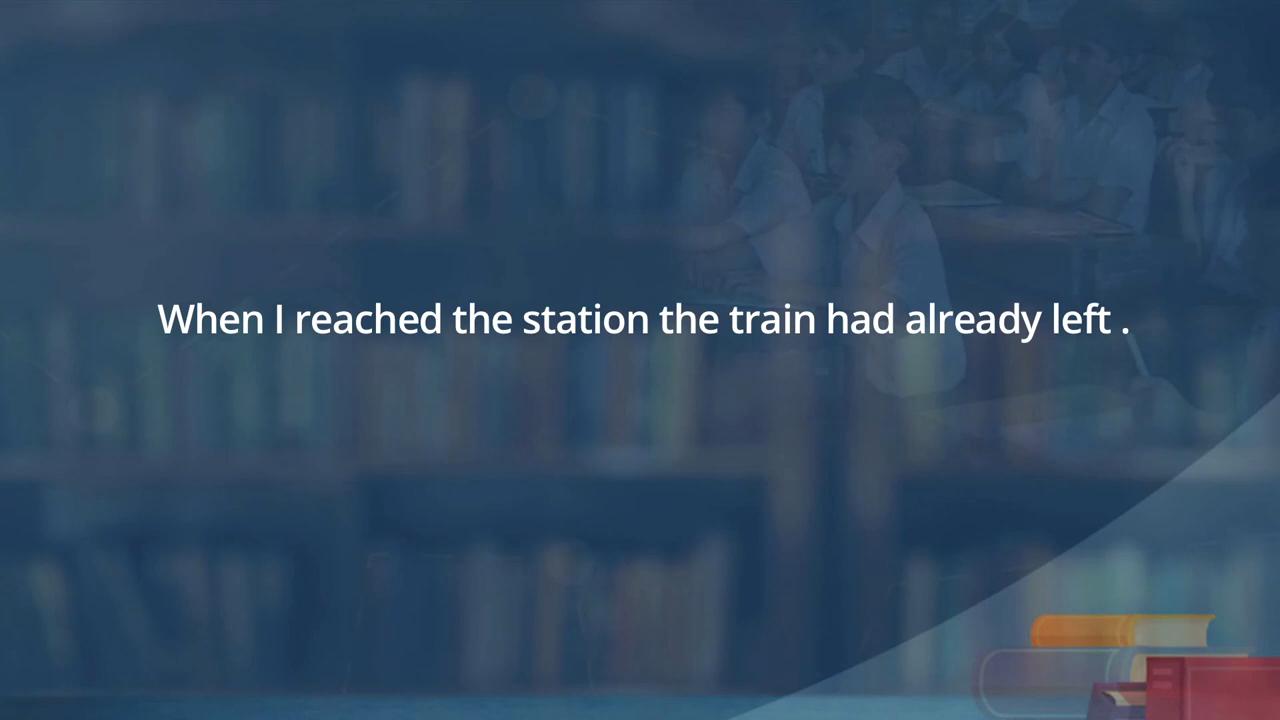 When I reached the station the train had already left .